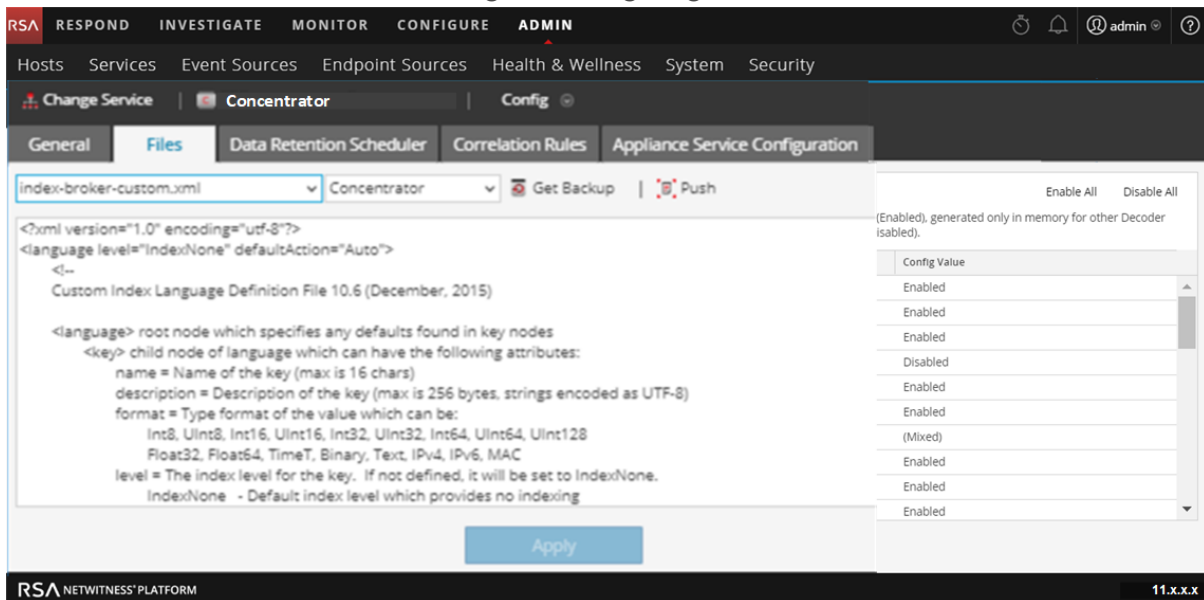 RSA RESPOND INVESTIGATE MONITOR CONFIGURE ADMIN admin ?
Hosts Services Event Sources Endpoint Sources Health & Wellness System Security
Change Service | Concentrator | Config
General Files Data Retention Scheduler Correlation Rules Appliance Service Configuration
index-broker-custom.xml Concentrator Get Backup | Push
Enable All Disable All
(Enabled), generated only in memory for other Decoder
isabled).
Config Value
Enabled
Enabled
Enabled
Disabled
Enabled
Enabled
(Mixed)
Enabled
Enabled
Enabled
<?xml version="1.0" encoding="utf-8"?>
<language level="IndexNone" defaultAction="Auto">
<!--
Custom Index Language Definition File 10.6 (December, 2015)
<language> root node which specifies any defaults found in key nodes
<key> child node of language which can have the following attributes:
name = Name of the key (max is 16 chars)
description = Description of the key (max is 256 bytes, strings encoded as UTF-8)
format = Type format of the value which can be:
Int8, UInt8, Int16, UInt16, Int32, UInt32, Int64, UInt64, UInt128
Float32, Float64, TimeT, Binary, Text, IPv4, IPv6, MAC
level = The index level for the key. If not defined, it will be set to IndexNone.
IndexNone - Default index level which provides no indexing
Apply
RSA NETWITNESS® PLATFORM 11.x.x.x